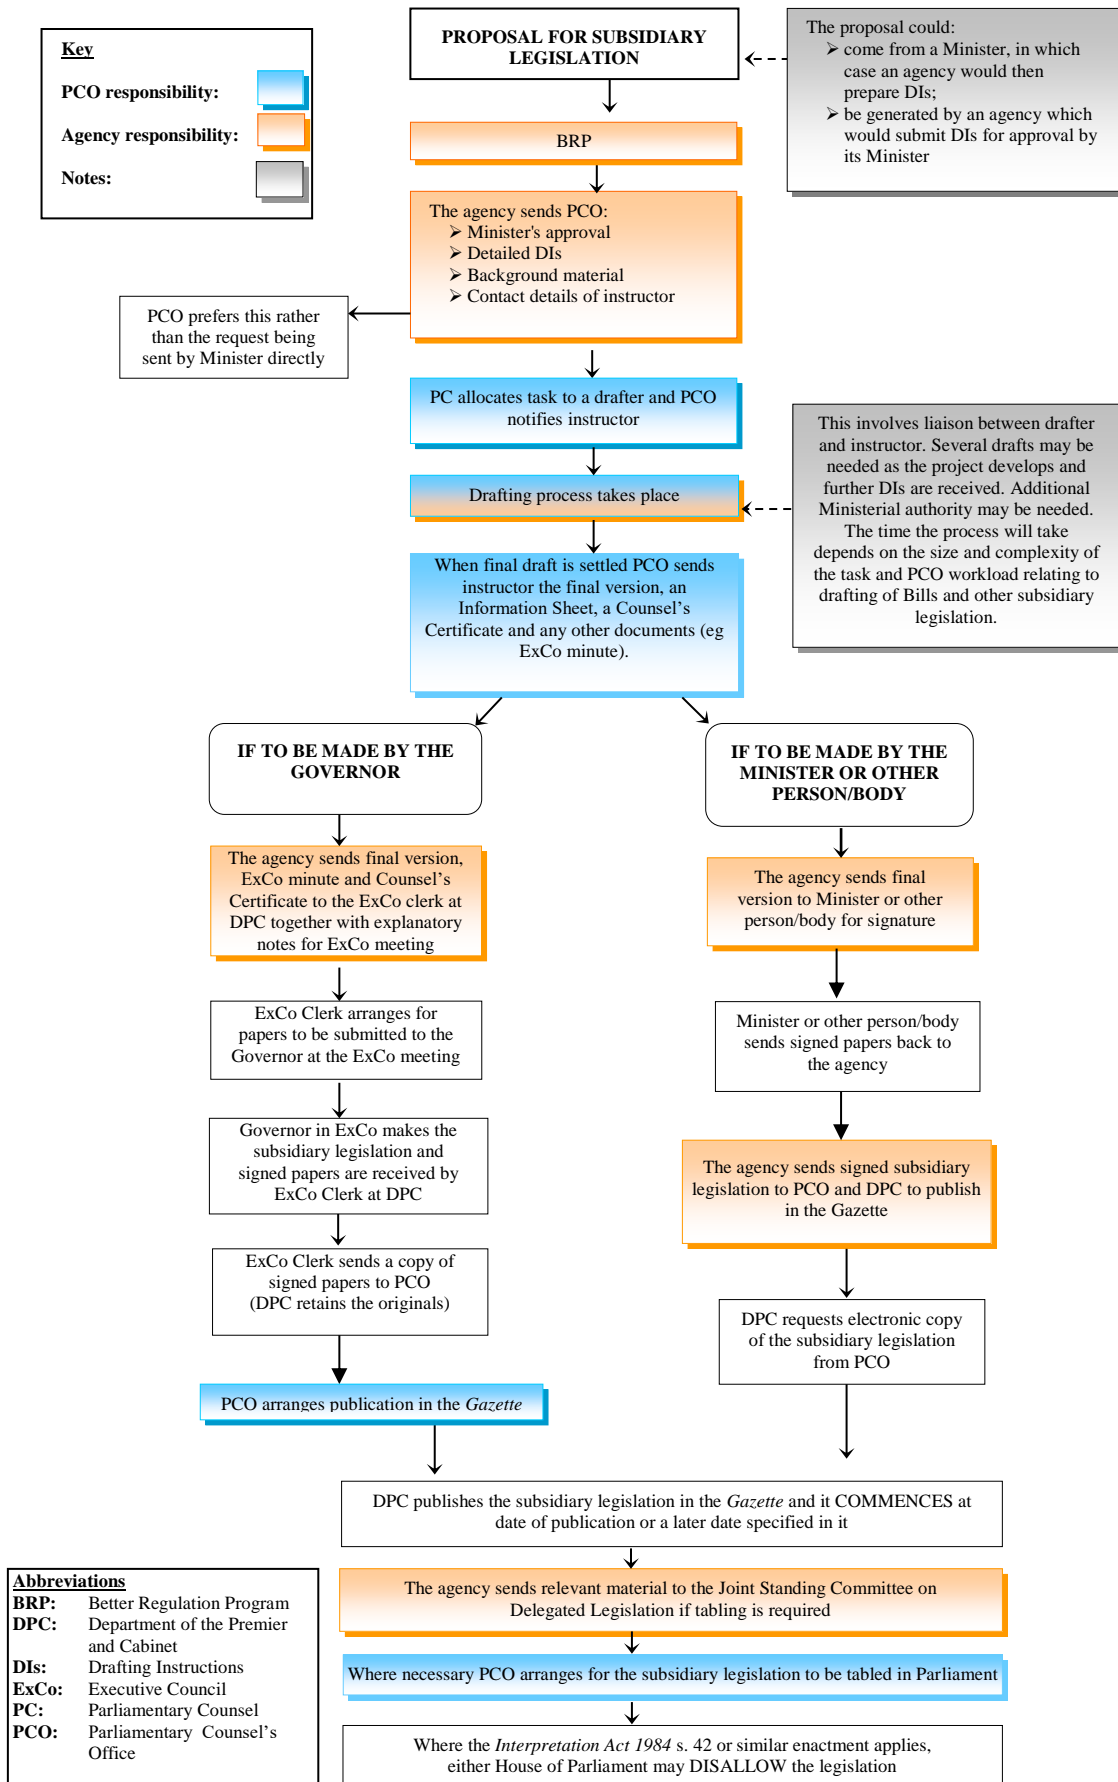 Key
PCO responsibility:
Agency responsibility:
Notes:
PROPOSAL FOR SUBSIDIARY
LEGISLATION
The proposal could:
➢ come from a Minister, in which
case an agency would then
prepare DIs;
➢ be generated by an agency which
would submit DIs for approval by
its Minister
BRP
The agency sends PCO:
➢ Minister's approval
➢ Detailed DIs
➢ Background material
➢ Contact details of instructor
PCO prefers this rather
than the request being
sent by Minister directly
PC allocates task to a drafter and PCO
notifies instructor
Drafting process takes place
This involves liaison between drafter
and instructor. Several drafts may be
needed as the project develops and
further DIs are received. Additional
Ministerial authority may be needed.
The time the process will take
depends on the size and complexity of
the task and PCO workload relating to
drafting of Bills and other subsidiary
legislation.
When final draft is settled PCO sends
instructor the final version, an
Information Sheet, a Counsel’s
Certificate and any other documents (eg
ExCo minute).
IF TO BE MADE BY THE
GOVERNOR
The agency sends final version,
ExCo minute and Counsel’s
Certificate to the ExCo clerk at
DPC together with explanatory
notes for ExCo meeting
ExCo Clerk arranges for
papers to be submitted to the
Governor at the ExCo meeting
Governor in ExCo makes the
subsidiary legislation and
signed papers are received by
ExCo Clerk at DPC
ExCo Clerk sends a copy of
signed papers to PCO
(DPC retains the originals)
PCO arranges publication in the Gazette
IF TO BE MADE BY THE
MINISTER OR OTHER
PERSON/BODY
The agency sends final
version to Minister or other
person/body for signature
Minister or other person/body
sends signed papers back to
the agency
The agency sends signed subsidiary
legislation to PCO and DPC to publish
in the Gazette
DPC requests electronic copy
of the subsidiary legislation
from PCO
DPC publishes the subsidiary legislation in the Gazette and it COMMENCES at
date of publication or a later date specified in it
The agency sends relevant material to the Joint Standing Committee on
Delegated Legislation if tabling is required
Where necessary PCO arranges for the subsidiary legislation to be tabled in Parliament
Where the Interpretation Act 1984 s. 42 or similar enactment applies,
either House of Parliament may DISALLOW the legislation
Abbreviations
BRP: Better Regulation Program
DPC: Department of the Premier
and Cabinet
DIs: Drafting Instructions
ExCo: Executive Council
PC: Parliamentary Counsel
PCO: Parliamentary Counsel’s
Office